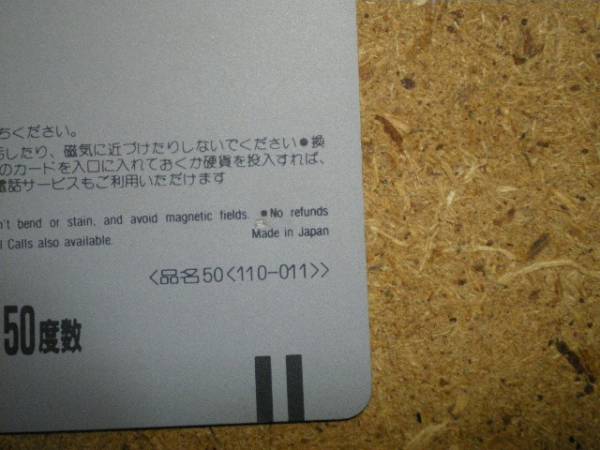 ちください。
したり、磁気に近づけたりしないでください●換
のカードを入口に入れておくか硬貨を投入すれば、
電話サービスもご利用いただけます
't bend or stain, and avoid magnetic fields. ●No refunds
l Calls also available.
Made in Japan
<品名50<110-011>>
50度数